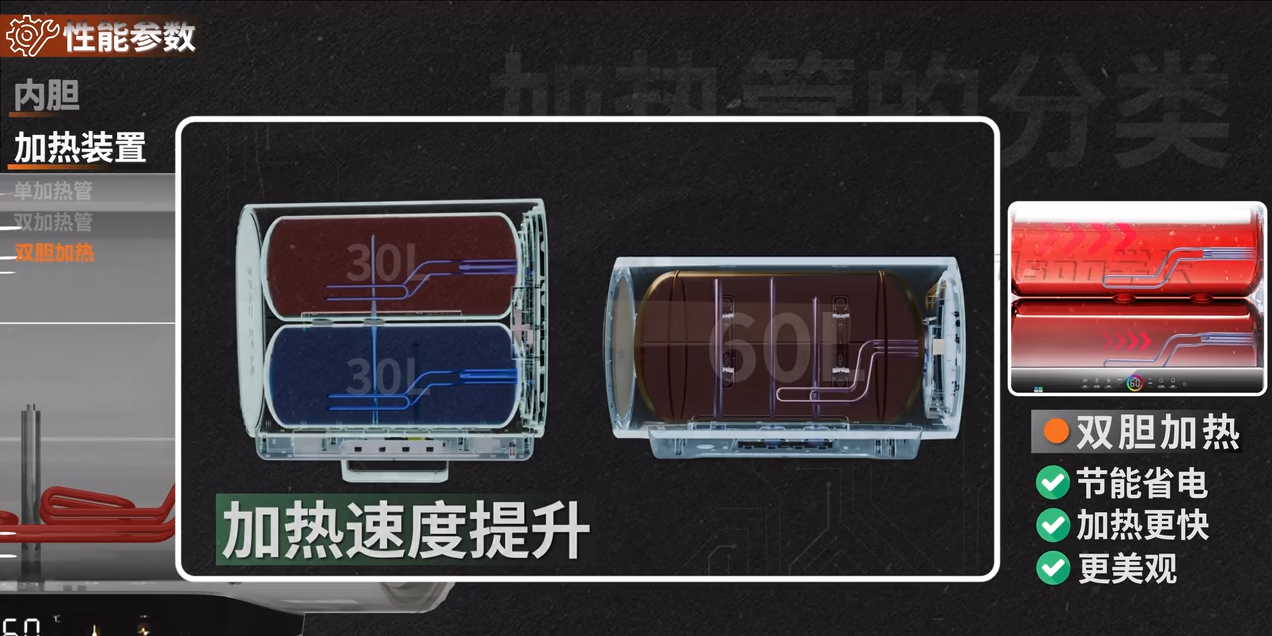 性能参数
加热管的分类
内胆
加热装置
单加热管
双加热管
双胆加热
30L
30L
60L
加热速度提升
60
双胆加热
节能省电
加热更快
更美观
60
℃